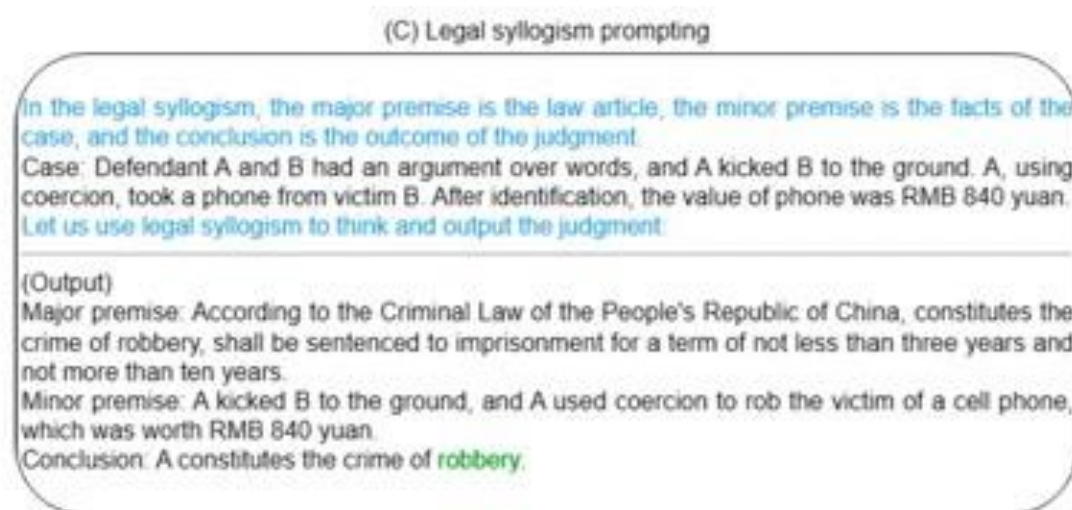 (C) Legal syllogism prompting
In the legal syllogism, the major premise is the law article, the minor premise is the facts of the
case, and the conclusion is the outcome of the judgment.
Case: Defendant A and B had an argument over words, and A kicked B to the ground. A, using
coercion, took a phone from victim B. After identification, the value of phone was RMB 840 yuan.
Let us use legal syllogism to think and output the judgment:
(Output)
Major premise: According to the Criminal Law of the People's Republic of China, constitutes the
crime of robbery, shall be sentenced to imprisonment for a term of not less than three years and
not more than ten years.
Minor premise: A kicked B to the ground, and A used coercion to rob the victim of a cell phone,
which was worth RMB 840 yuan.
Conclusion: A constitutes the crime of robbery.